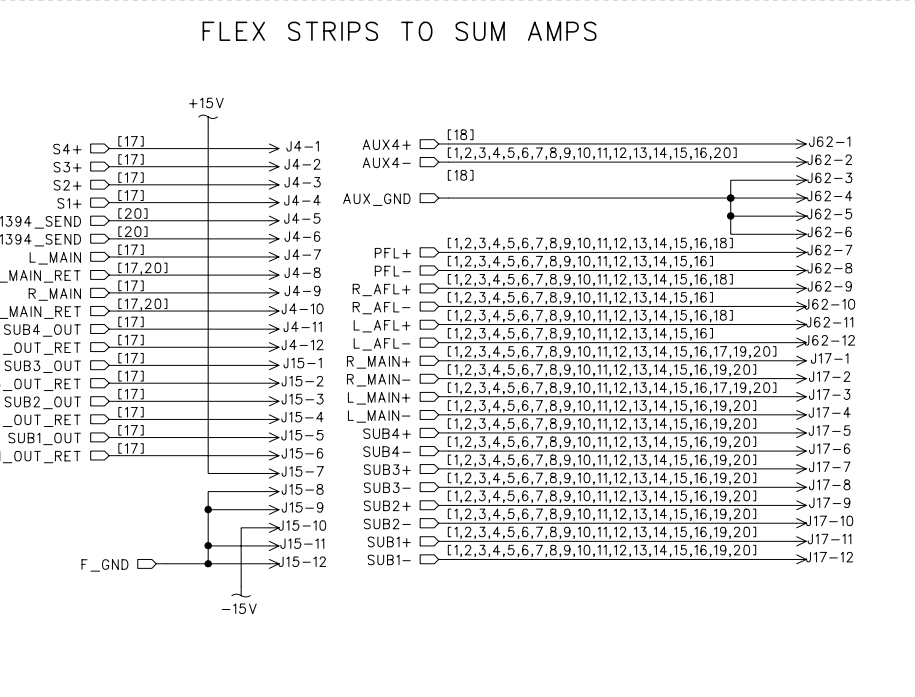 FLEX STRIPS TO SUM AMPS
+15V
S4+ [17] J4-1
S3+ [17] J4-2
S2+ [17] J4-3
S1+ [17] J4-4
1394_SEND [20] J4-5
1394_SEND [20] J4-6
L_MAIN [17] J4-7
_MAIN_RET [17,20] J4-8
R_MAIN [17] J4-9
_MAIN_RET [17,20] J4-10
SUB4_OUT [17] J4-11
_OUT_RET [17] J4-12
SUB3_OUT [17] J15-1
_OUT_RET [17] J15-2
SUB2_OUT [17] J15-3
_OUT_RET [17] J15-4
SUB1_OUT [17] J15-5
_OUT_RET [17] J15-6
J15-7
J15-8
J15-9
J15-10
J15-11
F_GND J15-12
-15V
AUX4+ [18] J62-1
AUX4- [1,2,3,4,5,6,7,8,9,10,11,12,13,14,15,16,20] J62-2
[18] J62-3
AUX_GND J62-4
J62-5
J62-6
PFL+ [1,2,3,4,5,6,7,8,9,10,11,12,13,14,15,16,18] J62-7
PFL- [1,2,3,4,5,6,7,8,9,10,11,12,13,14,15,16] J62-8
R_AFL+ [1,2,3,4,5,6,7,8,9,10,11,12,13,14,15,16,18] J62-9
R_AFL- [1,2,3,4,5,6,7,8,9,10,11,12,13,14,15,16] J62-10
L_AFL+ [1,2,3,4,5,6,7,8,9,10,11,12,13,14,15,16,18] J62-11
L_AFL- [1,2,3,4,5,6,7,8,9,10,11,12,13,14,15,16] J62-12
R_MAIN+ [1,2,3,4,5,6,7,8,9,10,11,12,13,14,15,16,17,19,20] J17-1
R_MAIN- [1,2,3,4,5,6,7,8,9,10,11,12,13,14,15,16,19,20] J17-2
L_MAIN+ [1,2,3,4,5,6,7,8,9,10,11,12,13,14,15,16,17,19,20] J17-3
L_MAIN- [1,2,3,4,5,6,7,8,9,10,11,12,13,14,15,16,19,20] J17-4
SUB4+ [1,2,3,4,5,6,7,8,9,10,11,12,13,14,15,16,19,20] J17-5
SUB4- [1,2,3,4,5,6,7,8,9,10,11,12,13,14,15,16,19,20] J17-6
SUB3+ [1,2,3,4,5,6,7,8,9,10,11,12,13,14,15,16,19,20] J17-7
SUB3- [1,2,3,4,5,6,7,8,9,10,11,12,13,14,15,16,19,20] J17-8
SUB2+ [1,2,3,4,5,6,7,8,9,10,11,12,13,14,15,16,19,20] J17-9
SUB2- [1,2,3,4,5,6,7,8,9,10,11,12,13,14,15,16,19,20] J17-10
SUB1+ [1,2,3,4,5,6,7,8,9,10,11,12,13,14,15,16,19,20] J17-11
SUB1- [1,2,3,4,5,6,7,8,9,10,11,12,13,14,15,16,19,20] J17-12